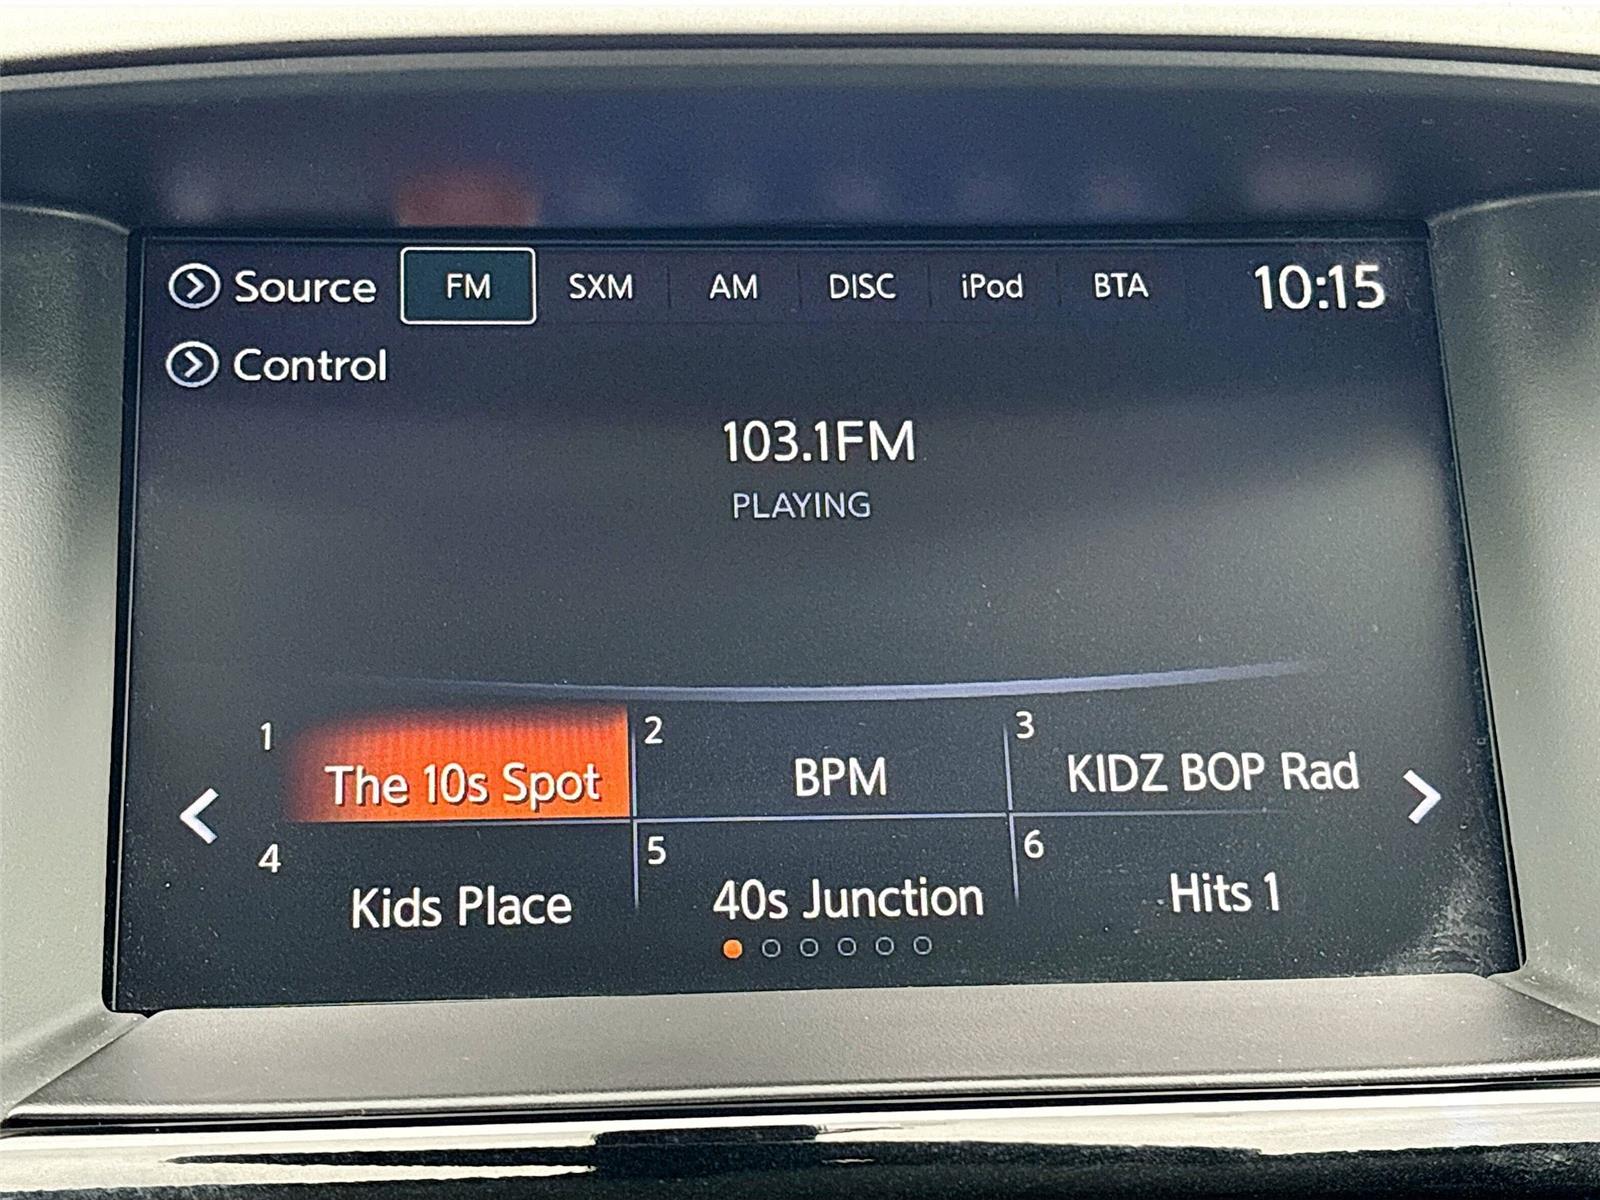 Source FM SXM AM DISC iPod BTA 10:15
Control
103.1FM
PLAYING
1 The 10s Spot
2 BPM
3 KIDZ BOP Rad
4 Kids Place
5 40s Junction
6 Hits 1